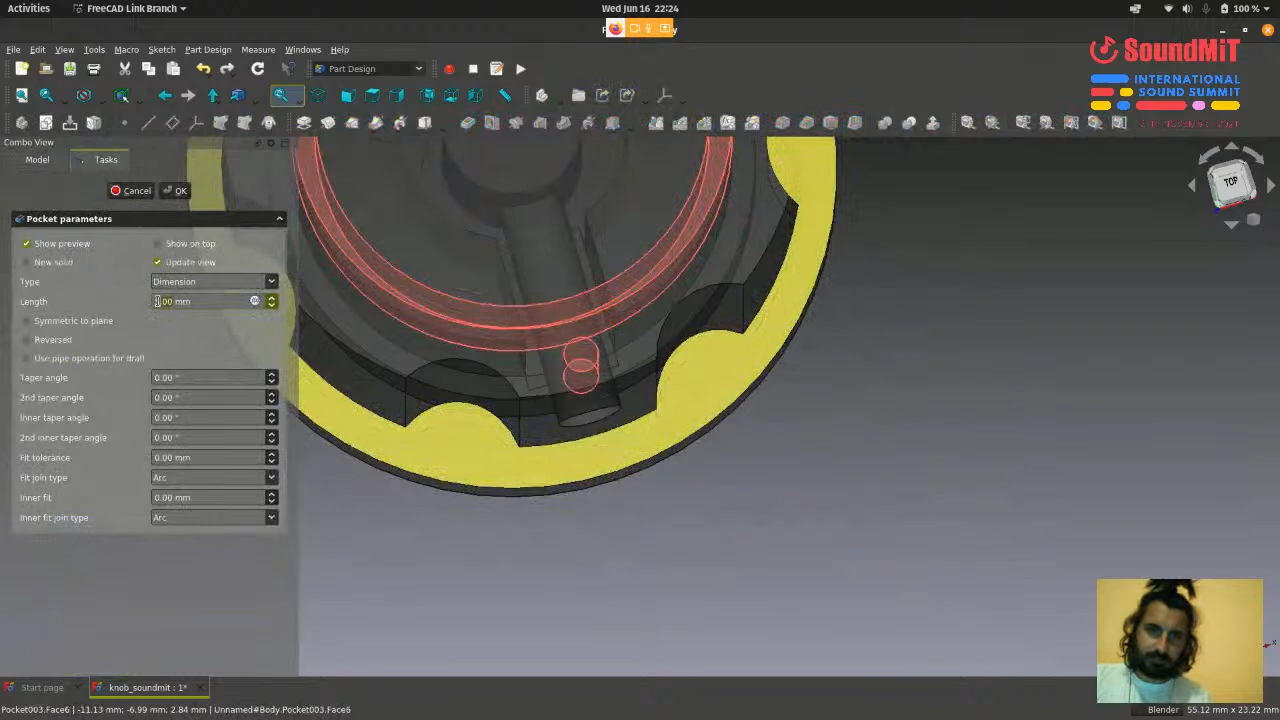 Activities
FreeCAD Link Branch
Wed Jun 16 22:24
100 %
File Edit View Tools Macro Sketch Part Design Measure Windows Help
SoundMiT
INTERNATIONAL
SOUND SUMMIT
Part Design
Combo View
Model
Tasks
Cancel
OK
Pocket parameters
Show preview
Show on top
New solid
Update view
Type
Dimension
Length
.00 mm
Symmetric to plane
Reversed
Use pipe operation for draft
Taper angle
0.00 °
2nd taper angle
0.00 °
Inner taper angle
0.00 °
2nd inner taper angle
0.00 °
Fit tolerance
0.00 mm
Fit join type
Arc
Inner fit
0.00 mm
Inner fit join type
Arc
TOP
Start page
knob_soundmit : 1*
Pocket003.Face6 | -11.13 mm; -6.99 mm; 2.84 mm | Unnamed#Body.Pocket003.Face6
Blender
55.12 mm x 23.22 mm